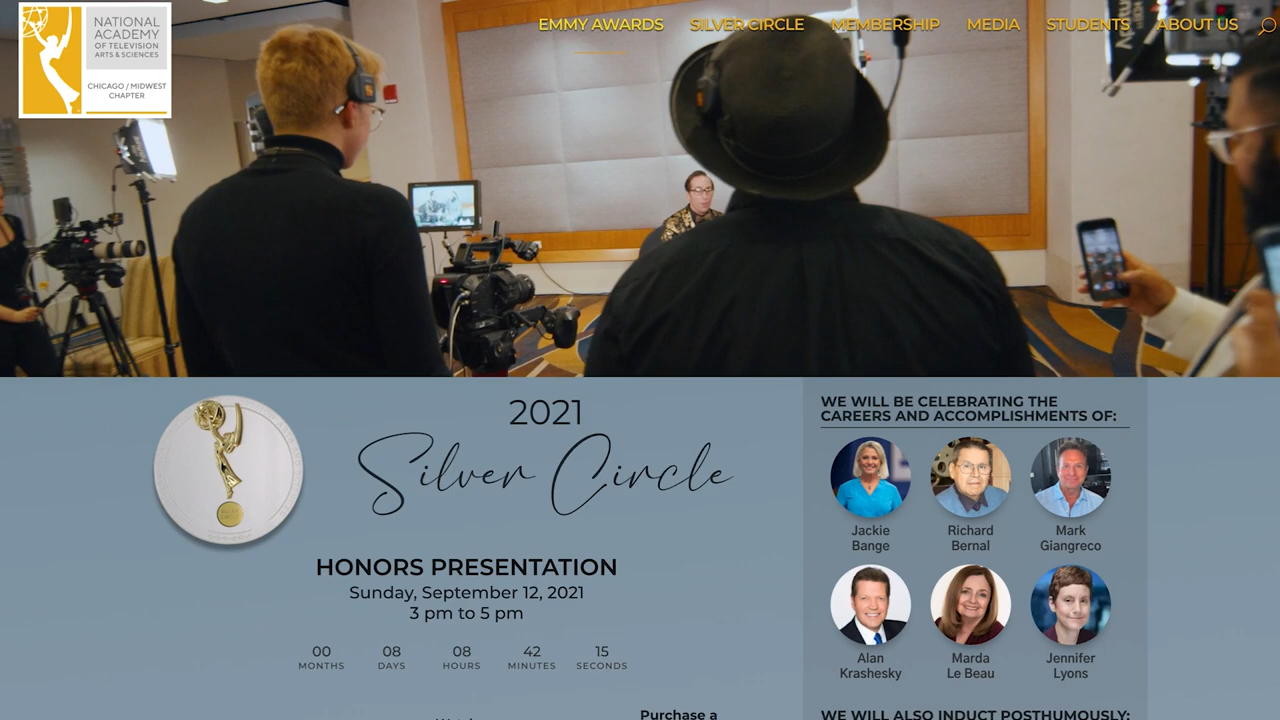 NATIONAL
ACADEMY
OF TELEVISION
ARTS & SCIENCES
CHICAGO / MIDWEST
CHAPTER
EMMY AWARDS
SILVER CIRCLE
MEMBERSHIP
MEDIA
STUDENTS
ABOUT US
2021
Silver Circle
HONORS PRESENTATION
Sunday, September 12, 2021
3 pm to 5 pm
00 08 08 42 15
MONTHS DAYS HOURS MINUTES SECONDS
Purchase a
WE WILL BE CELEBRATING THE
CAREERS AND ACCOMPLISHMENTS OF:
Jackie
Bange
Richard
Bernal
Mark
Giangreco
Alan
Krashesky
Marda
Le Beau
Jennifer
Lyons
WE WILL ALSO INDUCT POSTHUMOUSLY: